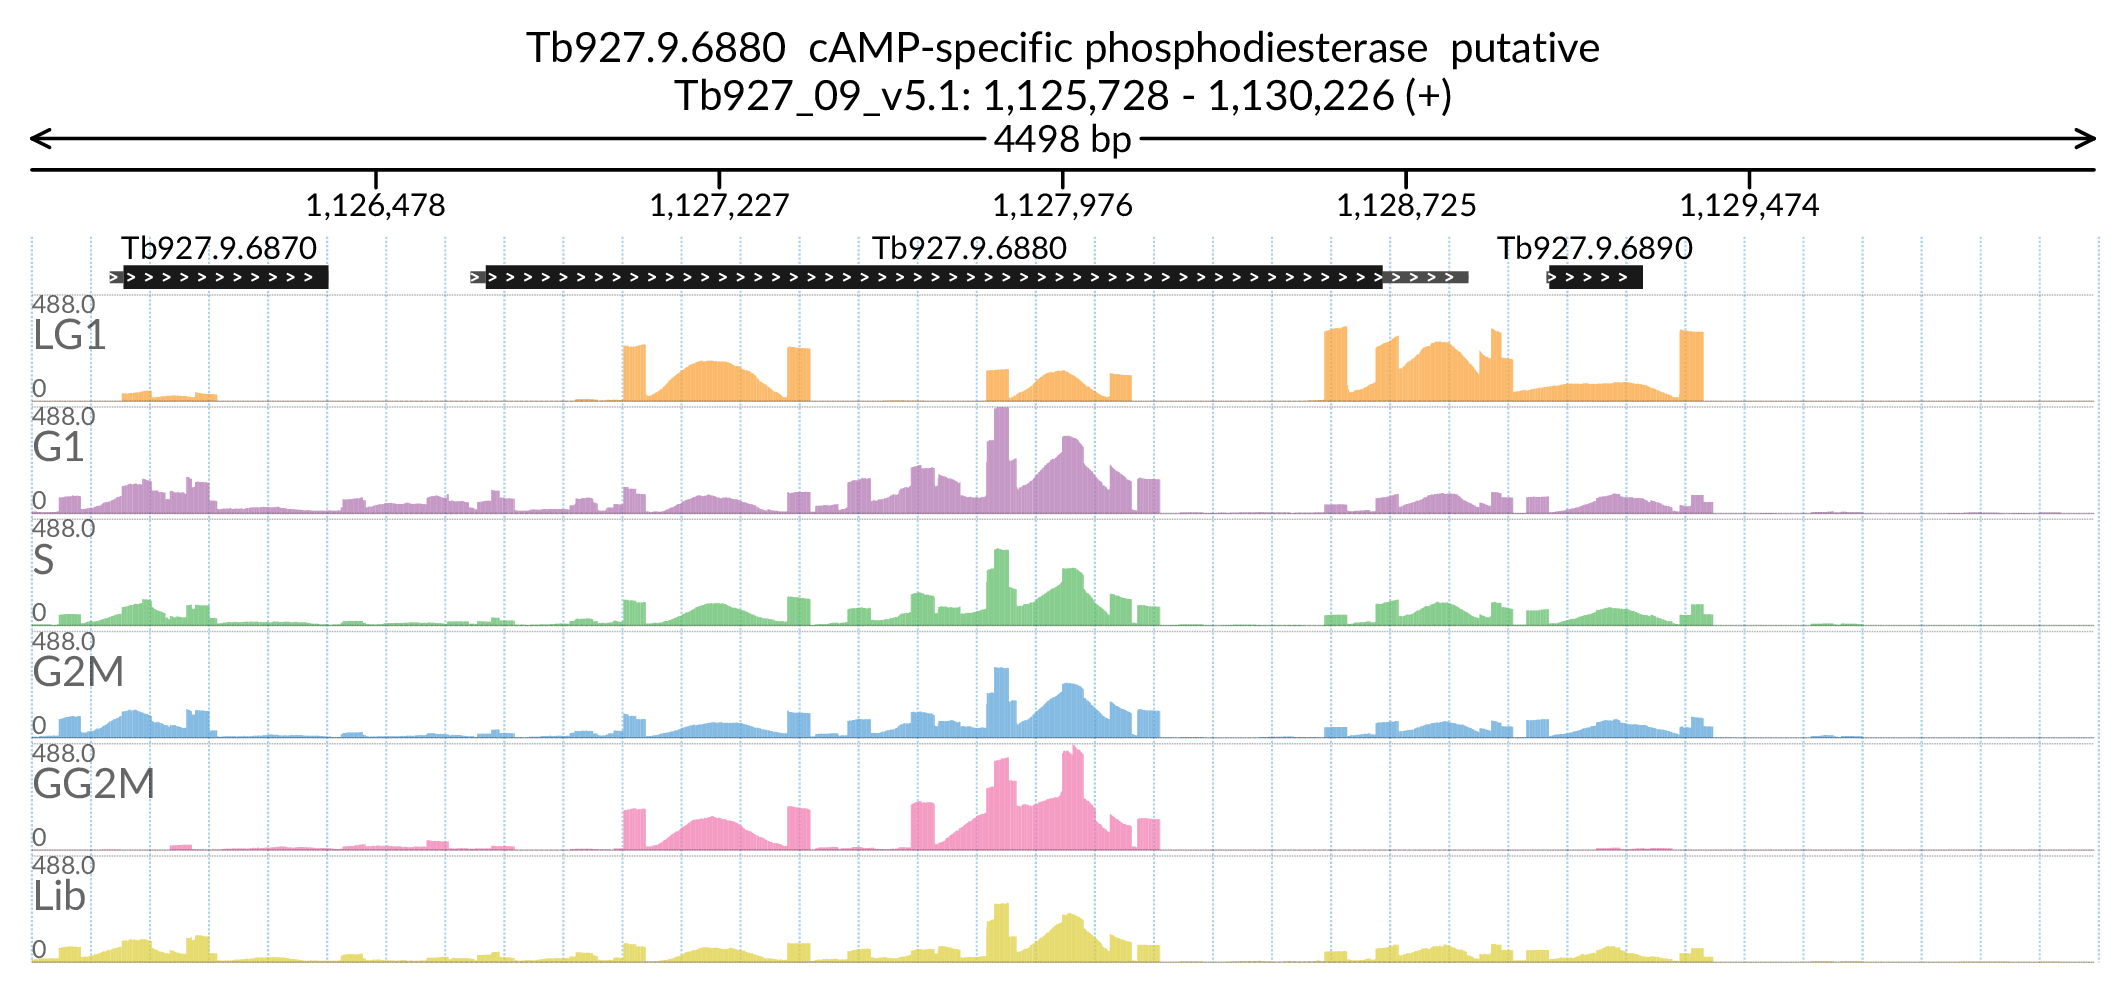 Tb927.9.6880 cAMP-specific phosphodiesterase putative
Tb927_09_v5.1: 1,125,728 - 1,130,226 (+)
4498 bp
1,126,478 1,127,227 1,127,976 1,128,725 1,129,474
Tb927.9.6870 Tb927.9.6880 Tb927.9.6890
488.0
LG1
0
488.0
G1
0
488.0
S
0
488.0
G2M
0
488.0
GG2M
0
488.0
Lib
0